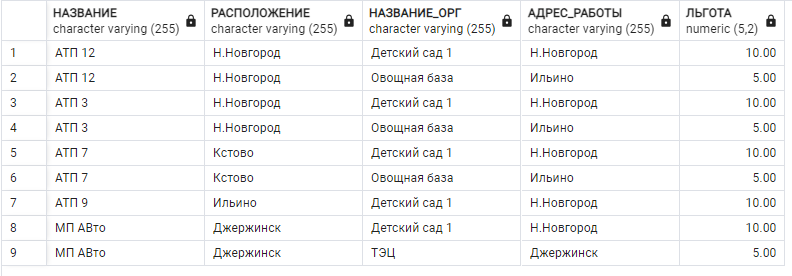 НАЗВАНИЕ РАСПОЛОЖЕНИЕ НАЗВАНИЕ_ОРГ АДРЕС_РАБОТЫ ЛЬГОТА
character varying (255) character varying (255) character varying (255) character varying (255) numeric (5,2)
1 АТП 12 Н.Новгород Детский сад 1 Н.Новгород 10.00
2 АТП 12 Н.Новгород Овощная база Ильино 5.00
3 АТП 3 Н.Новгород Детский сад 1 Н.Новгород 10.00
4 АТП 3 Н.Новгород Овощная база Ильино 5.00
5 АТП 7 Кстово Детский сад 1 Н.Новгород 10.00
6 АТП 7 Кстово Овощная база Ильино 5.00
7 АТП 9 Ильино Детский сад 1 Н.Новгород 10.00
8 МП АВто Джержинск Детский сад 1 Н.Новгород 10.00
9 МП АВто Джержинск ТЭЦ Джержинск 5.00